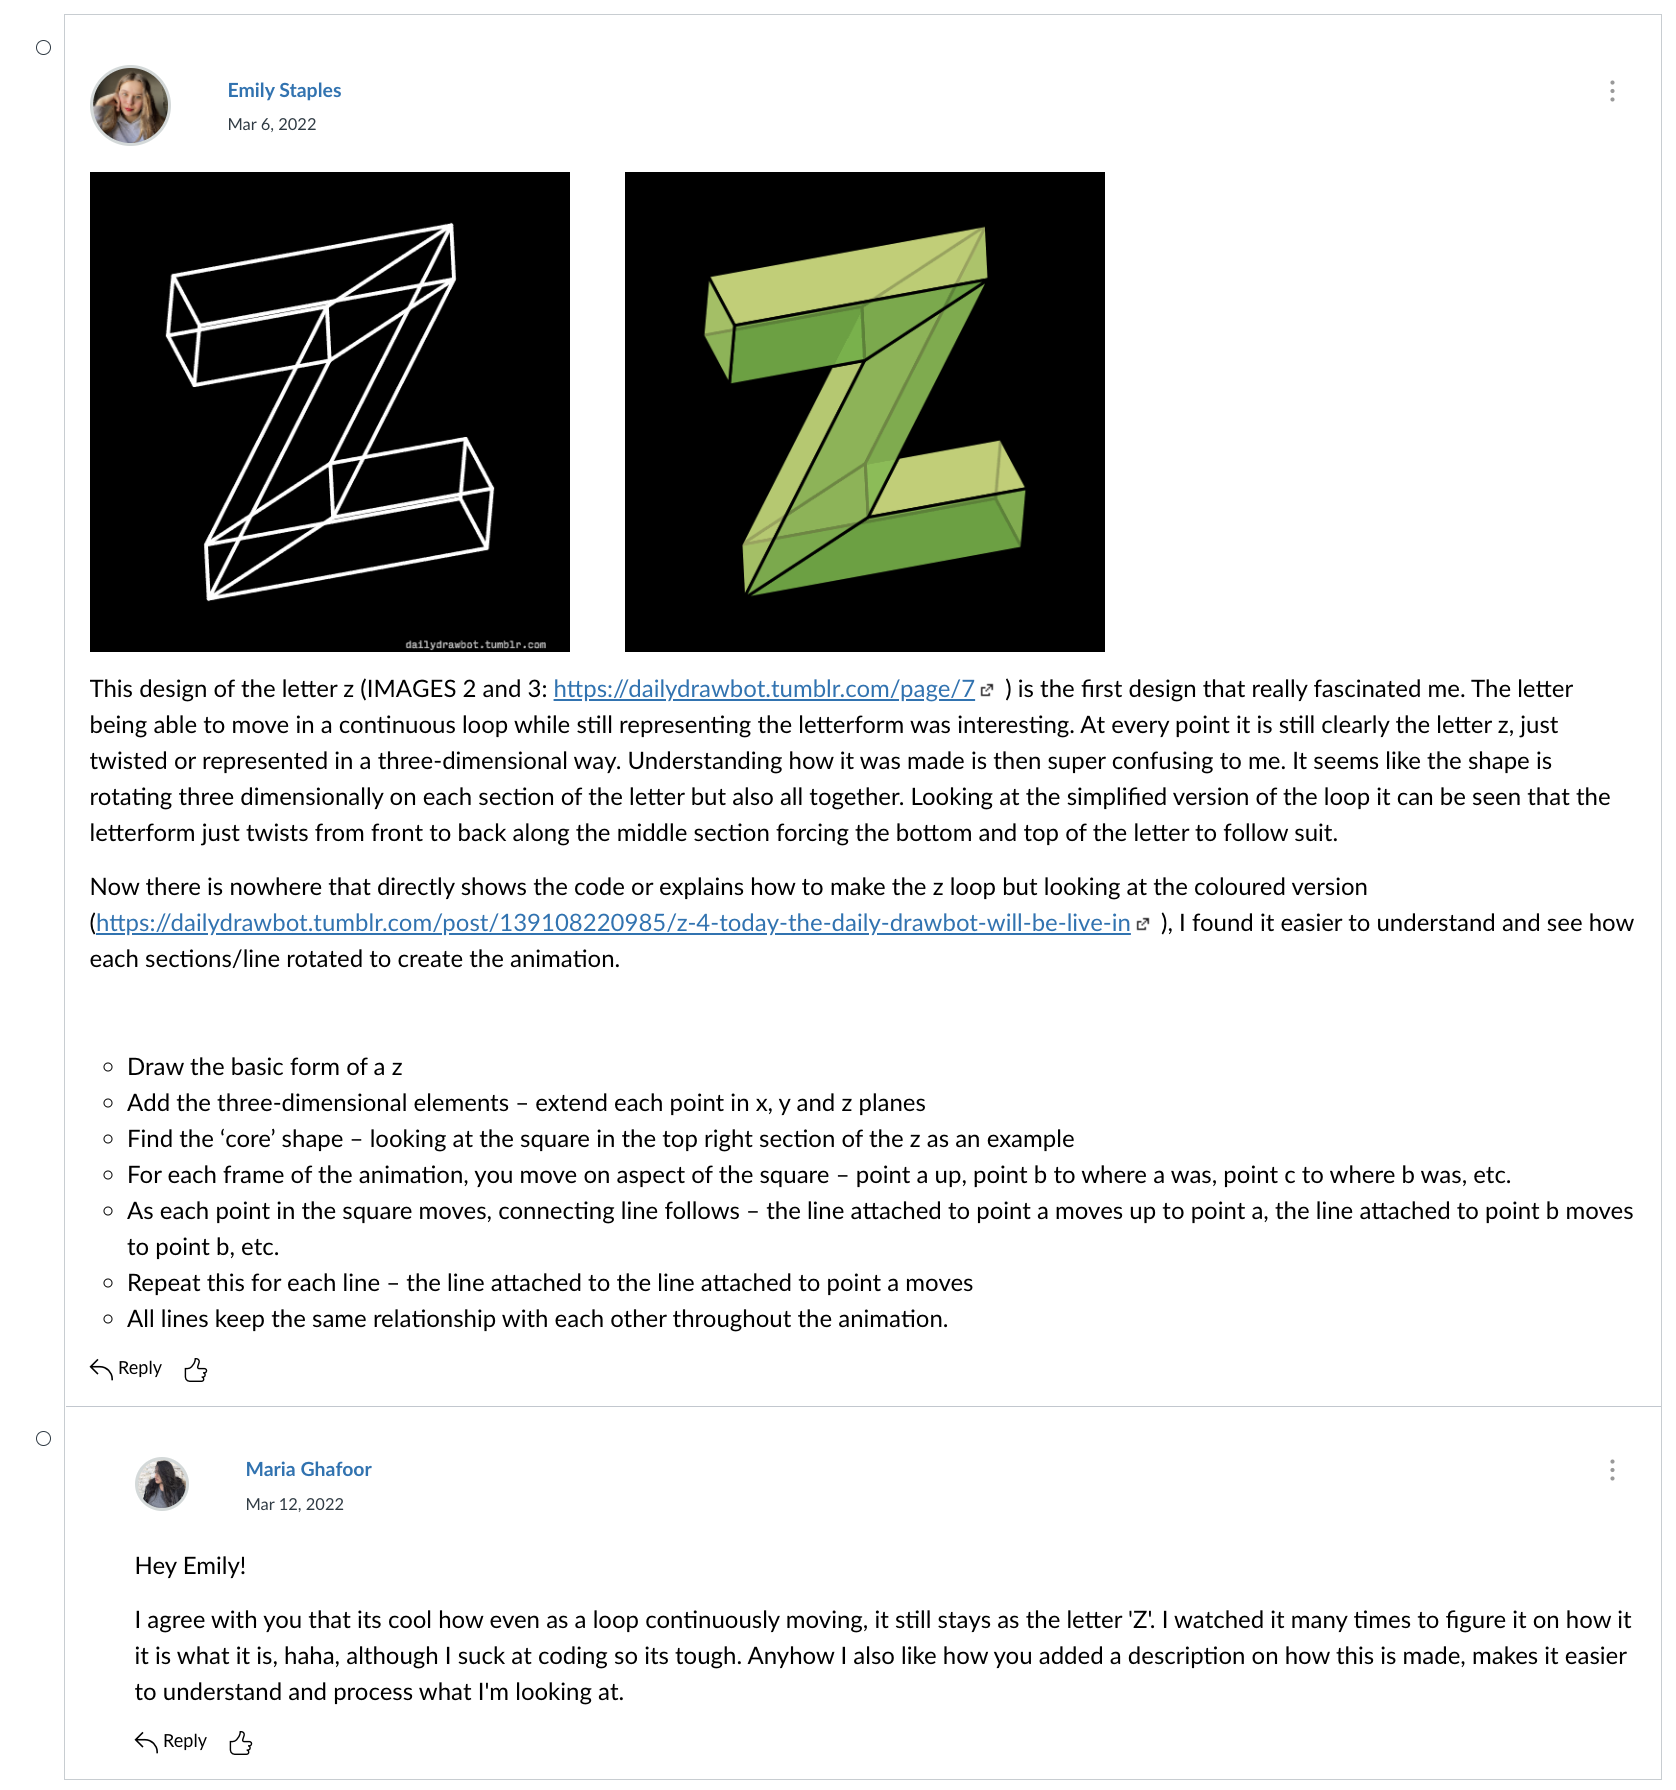 Emily Staples
Mar 6, 2022
dailydrawbot.tumblr.com
This design of the letter z (IMAGES 2 and 3: https://dailydrawbot.tumblr.com/page/7 ) is the first design that really fascinated me. The letter
being able to move in a continuous loop while still representing the letterform was interesting. At every point it is still clearly the letter z, just
twisted or represented in a three-dimensional way. Understanding how it was made is then super confusing to me. It seems like the shape is
rotating three dimensionally on each section of the letter but also all together. Looking at the simplified version of the loop it can be seen that the
letterform just twists from front to back along the middle section forcing the bottom and top of the letter to follow suit.
Now there is nowhere that directly shows the code or explains how to make the z loop but looking at the coloured version
(https://dailydrawbot.tumblr.com/post/139108220985/z-4-today-the-daily-drawbot-will-be-live-in ), I found it easier to understand and see how
each sections/line rotated to create the animation.
Draw the basic form of a z
Add the three-dimensional elements – extend each point in x, y and z planes
Find the ‘core’ shape – looking at the square in the top right section of the z as an example
For each frame of the animation, you move on aspect of the square – point a up, point b to where a was, point c to where b was, etc.
As each point in the square moves, connecting line follows – the line attached to point a moves up to point a, the line attached to point b moves
to point b, etc.
Repeat this for each line – the line attached to the line attached to point a moves
All lines keep the same relationship with each other throughout the animation.
Reply
Maria Ghafoor
Mar 12, 2022
Hey Emily!
I agree with you that its cool how even as a loop continuously moving, it still stays as the letter 'Z'. I watched it many times to figure it on how it
it is what it is, haha, although I suck at coding so its tough. Anyhow I also like how you added a description on how this is made, makes it easier
to understand and process what I'm looking at.
Reply